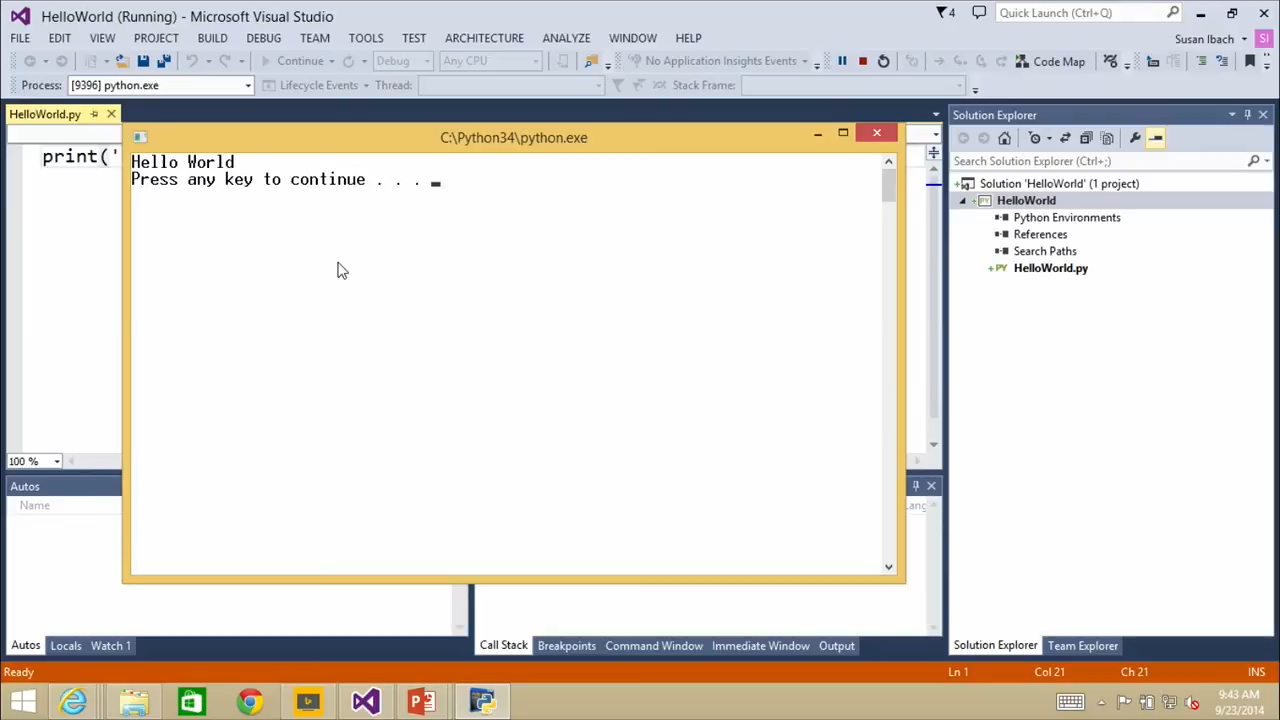 HelloWorld (Running) - Microsoft Visual Studio
4
Quick Launch (Ctrl+Q)
FILE EDIT VIEW PROJECT BUILD DEBUG TEAM TOOLS TEST ARCHITECTURE ANALYZE WINDOW HELP
Susan Ibach
SI
Continue
Debug
Any CPU
No Application Insights Events
Code Map
Process: [9396] python.exe
Lifecycle Events
Thread:
Stack Frame:
HelloWorld.py
print('
C:\Python34\python.exe
Hello World
Press any key to continue . . .
100 %
Solution Explorer
Search Solution Explorer (Ctrl+;)
Solution 'HelloWorld' (1 project)
PY HelloWorld
Python Environments
References
Search Paths
PY HelloWorld.py
Autos
Name
Lang
Autos Locals Watch 1
Call Stack Breakpoints Command Window Immediate Window Output
Solution Explorer Team Explorer
Ready
Ln 1
Col 21
Ch 21
INS
9:43 AM
9/23/2014